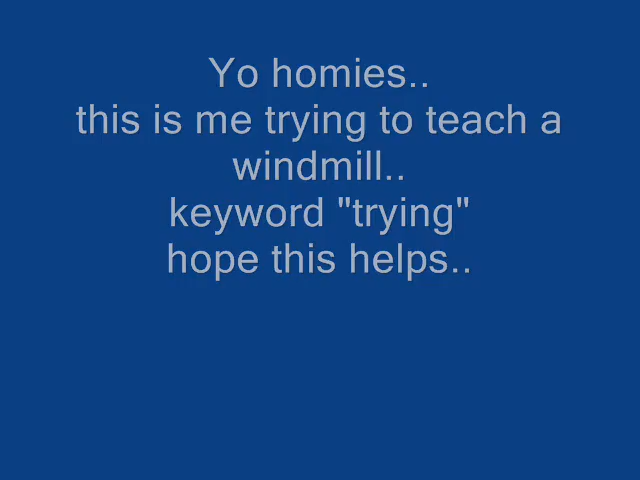 Yo homies..
this is me trying to teach a
windmill..
keyword "trying"
hope this helps..